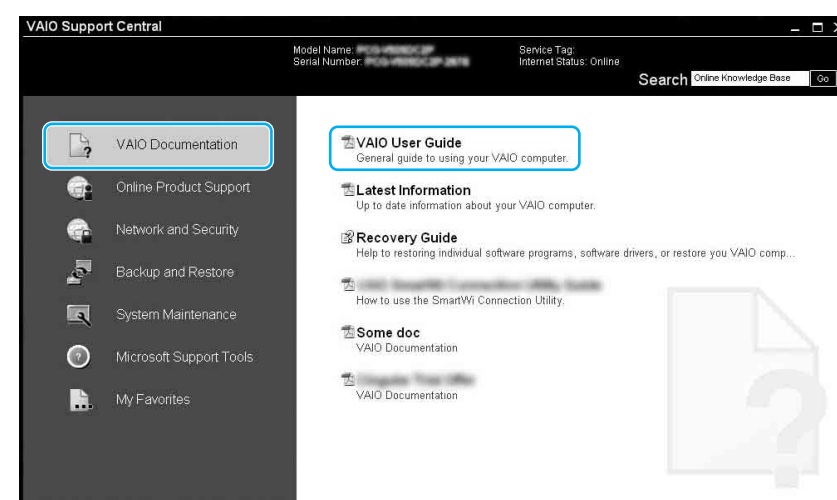 VAIO Support Central
Model Name:
Service Tag:
Serial Number:
Internet Status: Online
Search Online Knowledge Base Go
VAIO Documentation
Online Product Support
Network and Security
Backup and Restore
System Maintenance
Microsoft Support Tools
My Favorites
VAIO User Guide
General guide to using your VAIO computer.
Latest Information
Up to date information about your VAIO computer.
Recovery Guide
Help to restoring individual software programs, software drivers, or restore you VAIO comp...
How to use the SmartWi Connection Utility.
Some doc
VAIO Documentation
VAIO Documentation